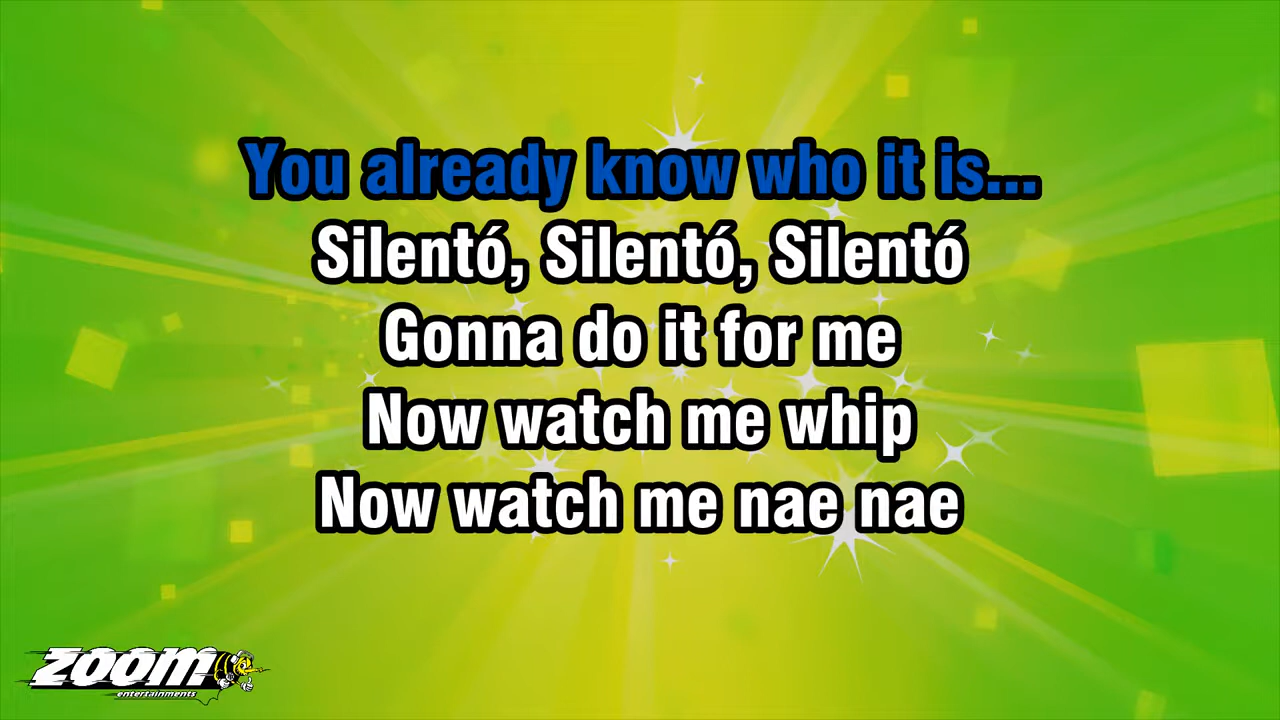 You already know who it is...
Silentó, Silentó, Silentó
Gonna do it for me
Now watch me whip
Now watch me nae nae
zoom
entertainments